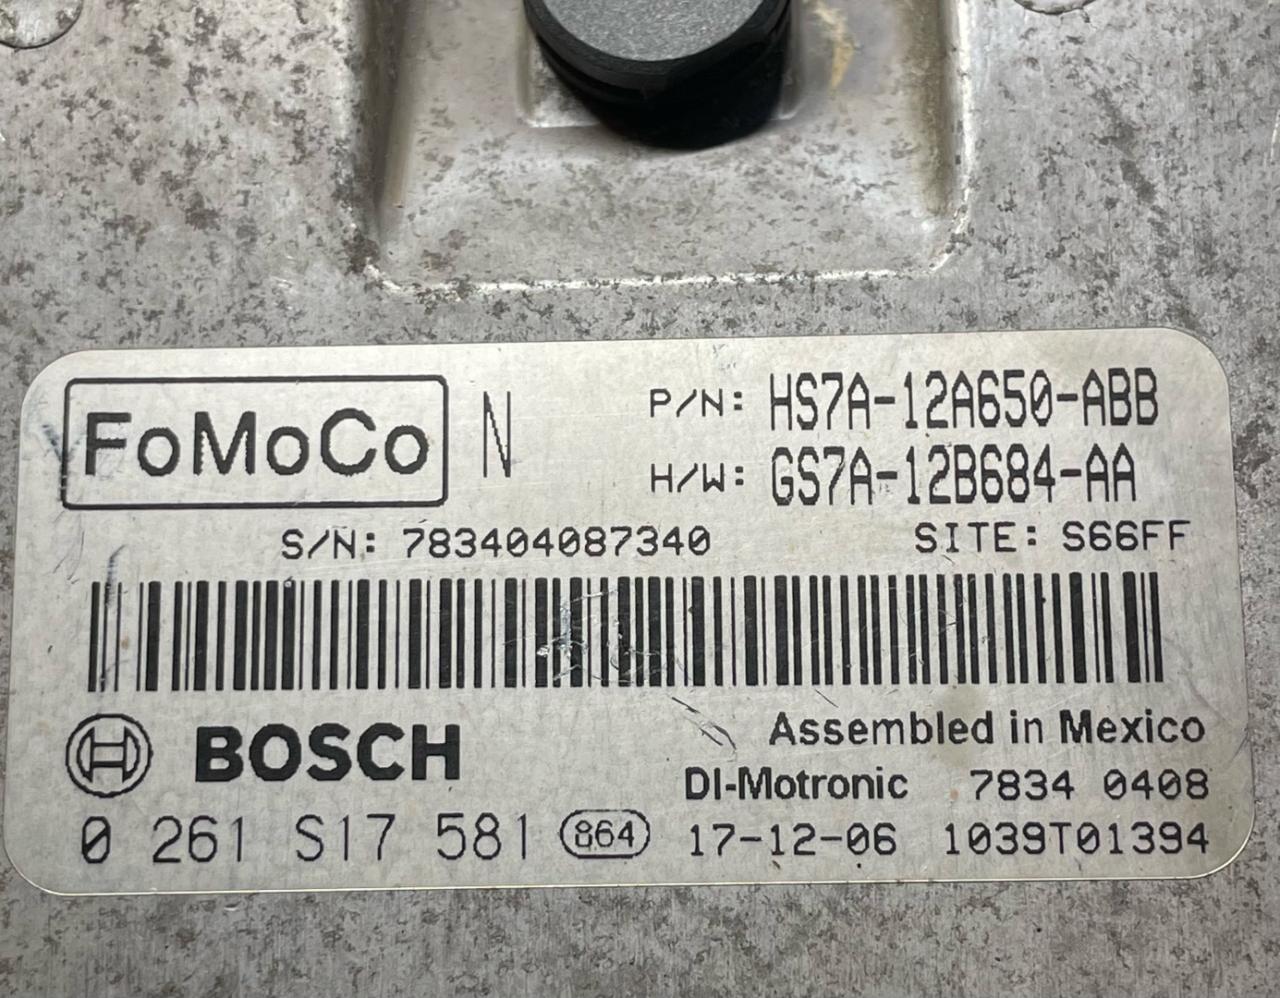 FoMoCo N P/N: HS7A-12A650-ABB
H/W: GS7A-12B684-AA
S/N: 783404087340 SITE: S66FF
BOSCH Assembled in Mexico
DI-Motronic 7834 0408
0 261 S17 581 864 17-12-06 1039T01394